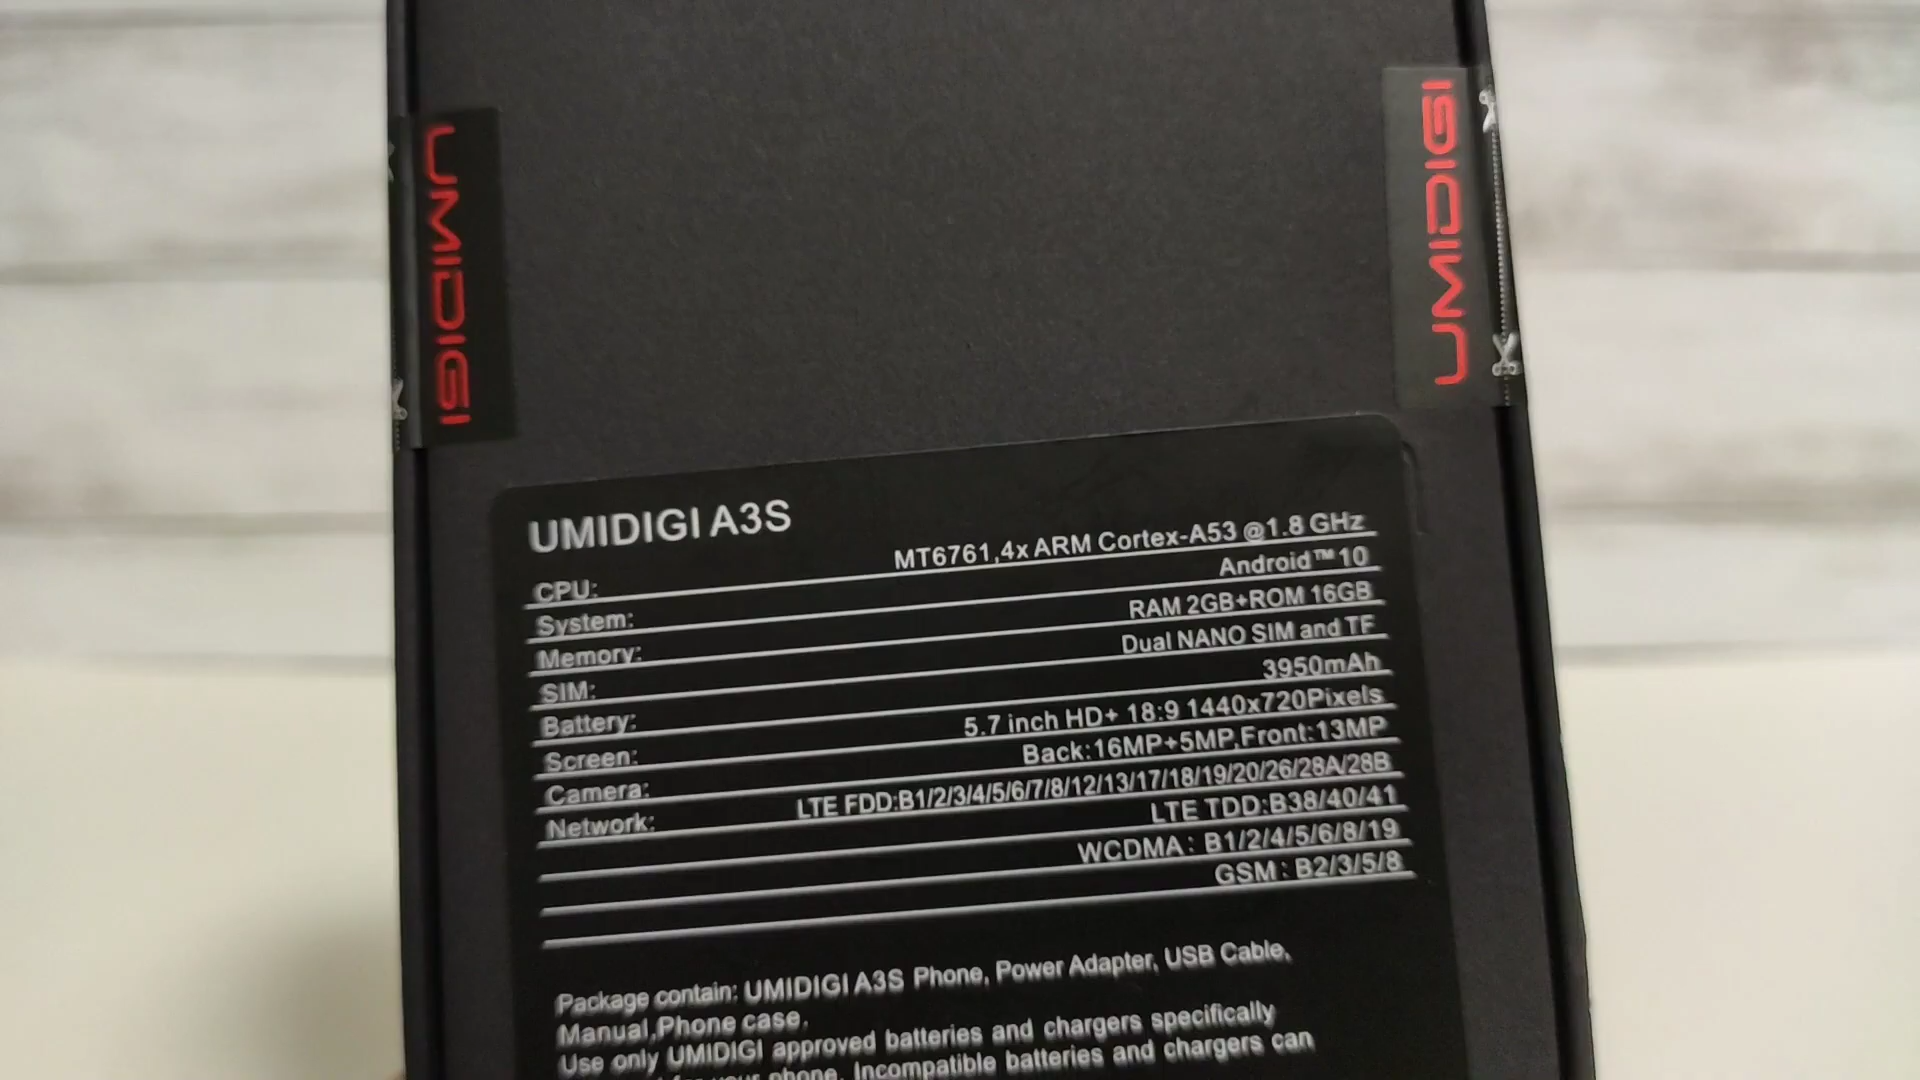 UMIDIGI
UMIDIGI
UMIDIGI A3S
CPU: MT6761,4x ARM Cortex-A53 @1.8 GHz
System: Android™ 10
Memory: RAM 2GB+ROM 16GB
SIM: Dual NANO SIM and TF
Battery: 3950mAh
Screen: 5.7 inch HD+ 18:9 1440x720Pixels
Camera: Back:16MP+5MP,Front:13MP
Network: LTE FDD:B1/2/3/4/5/6/7/8/12/13/17/18/19/20/26/28A/28B
LTE TDD:B38/40/41
WCDMA: B1/2/4/5/6/8/19
GSM: B2/3/5/8
Package contain: UMIDIGI A3S Phone, Power Adapter, USB Cable,
Manual,Phone case.
Use only UMIDIGI approved batteries and chargers specifically
for your phone. Incompatible batteries and chargers can